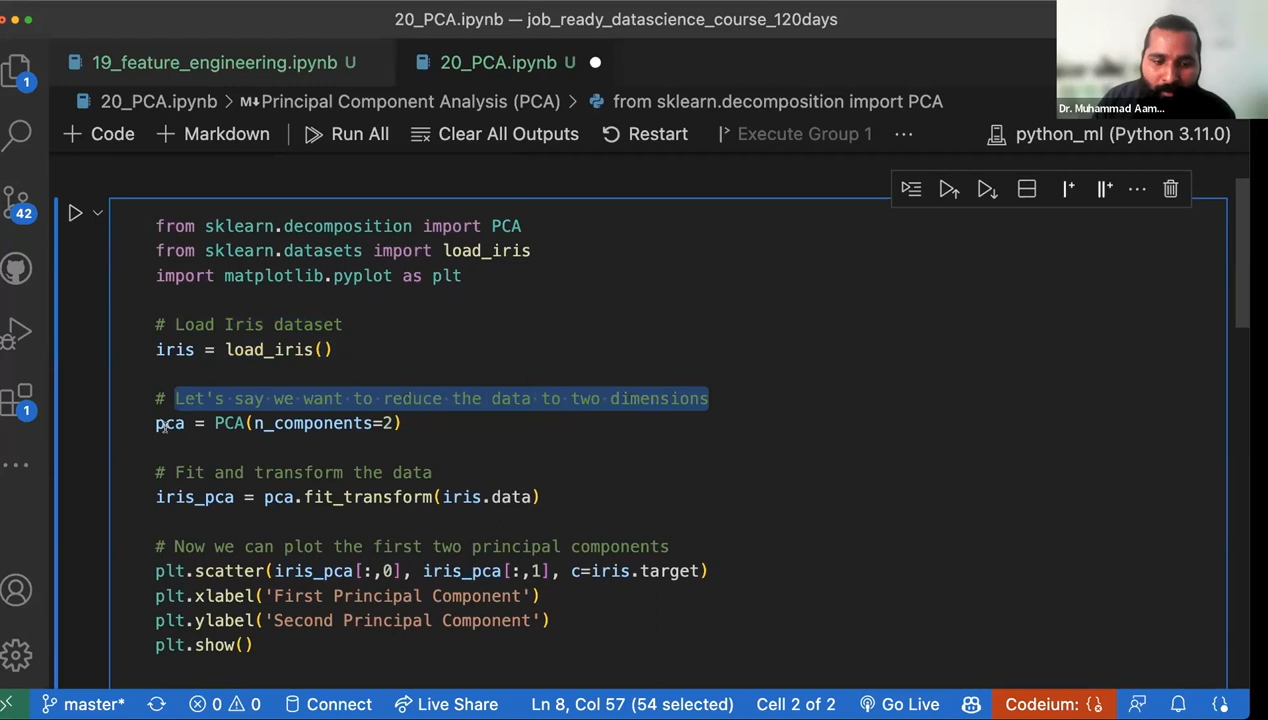 20_PCA.ipynb — job_ready_datascience_course_120days
19_feature_engineering.ipynb U
20_PCA.ipynb U
20_PCA.ipynb > M↓Principal Component Analysis (PCA) > from sklearn.decomposition import PCA
+ Code + Markdown | Run All Clear All Outputs Restart | Execute Group 1 ... python_ml (Python 3.11.0)
from sklearn.decomposition import PCA
from sklearn.datasets import load_iris
import matplotlib.pyplot as plt
# Load Iris dataset
iris = load_iris()
# Let's say we want to reduce the data to two dimensions
pca = PCA(n_components=2)
# Fit and transform the data
iris_pca = pca.fit_transform(iris.data)
# Now we can plot the first two principal components
plt.scatter(iris_pca[:,0], iris_pca[:,1], c=iris.target)
plt.xlabel('First Principal Component')
plt.ylabel('Second Principal Component')
plt.show()
Dr. Muhammad Aam...
1
42
1
master* 0 0 Connect Live Share Ln 8, Col 57 (54 selected) Cell 2 of 2 Go Live Codeium: {}